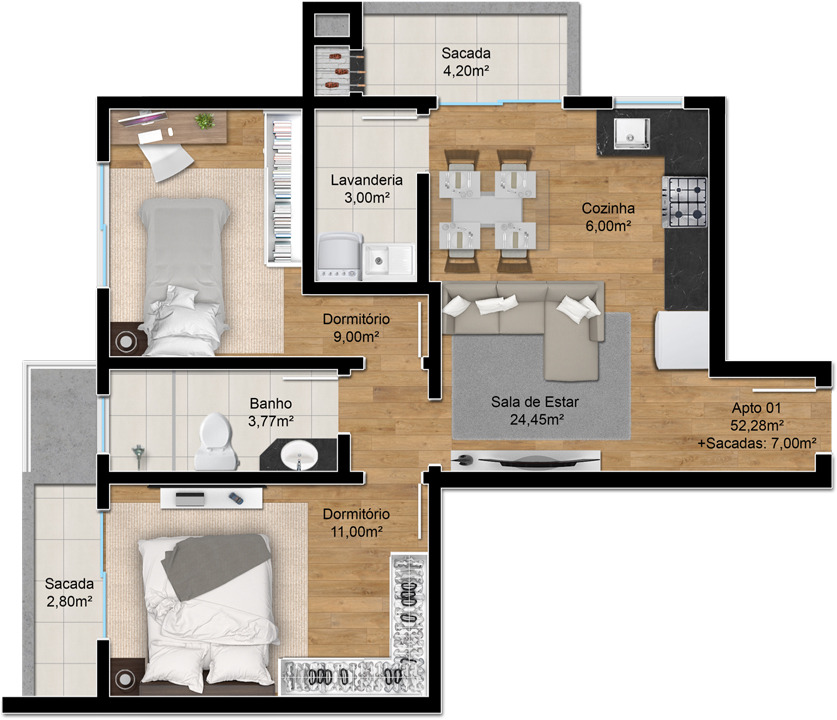 Sacada
4,20m²
Lavanderia
3,00m²
Cozinha
6,00m²
Dormitório
9,00m²
Banho
3,77m²
Sala de Estar
24,45m²
Apto 01
52,28m²
+Sacadas: 7,00m²
Dormitório
11,00m²
Sacada
2,80m²